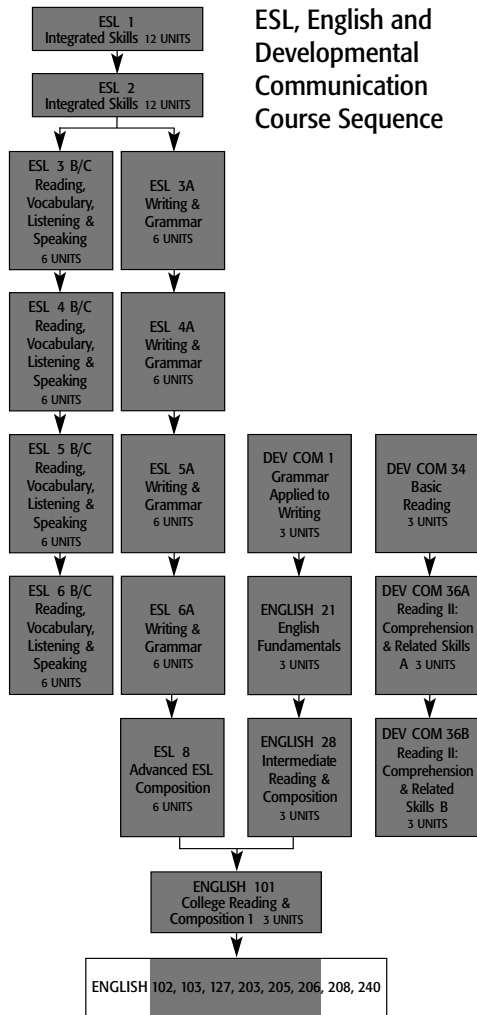 ESL, English and
Developmental
Communication
Course Sequence
ESL 1
Integrated Skills 12 UNITS
ESL 2
Integrated Skills 12 UNITS
ESL 3 B/C
Reading,
Vocabulary,
Listening &
Speaking
6 UNITS
ESL 3A
Writing &
Grammar
6 UNITS
ESL 4 B/C
Reading,
Vocabulary,
Listening &
Speaking
6 UNITS
ESL 4A
Writing &
Grammar
6 UNITS
ESL 5 B/C
Reading,
Vocabulary,
Listening &
Speaking
6 UNITS
ESL 5A
Writing &
Grammar
6 UNITS
DEV COM 1
Grammar
Applied to
Writing
3 UNITS
DEV COM 34
Basic
Reading
3 UNITS
ESL 6 B/C
Reading,
Vocabulary,
Listening &
Speaking
6 UNITS
ESL 6A
Writing &
Grammar
6 UNITS
ENGLISH 21
English
Fundamentals
3 UNITS
DEV COM 36A
Reading II:
Comprehension
& Related Skills
A 3 UNITS
ESL 8
Advanced ESL
Composition
6 UNITS
ENGLISH 28
Intermediate
Reading &
Composition
3 UNITS
DEV COM 36B
Reading II:
Comprehension
& Related
Skills B
3 UNITS
ENGLISH 101
College Reading &
Composition 1 3 UNITS
ENGLISH 102, 103, 127, 203, 205, 206, 208, 240